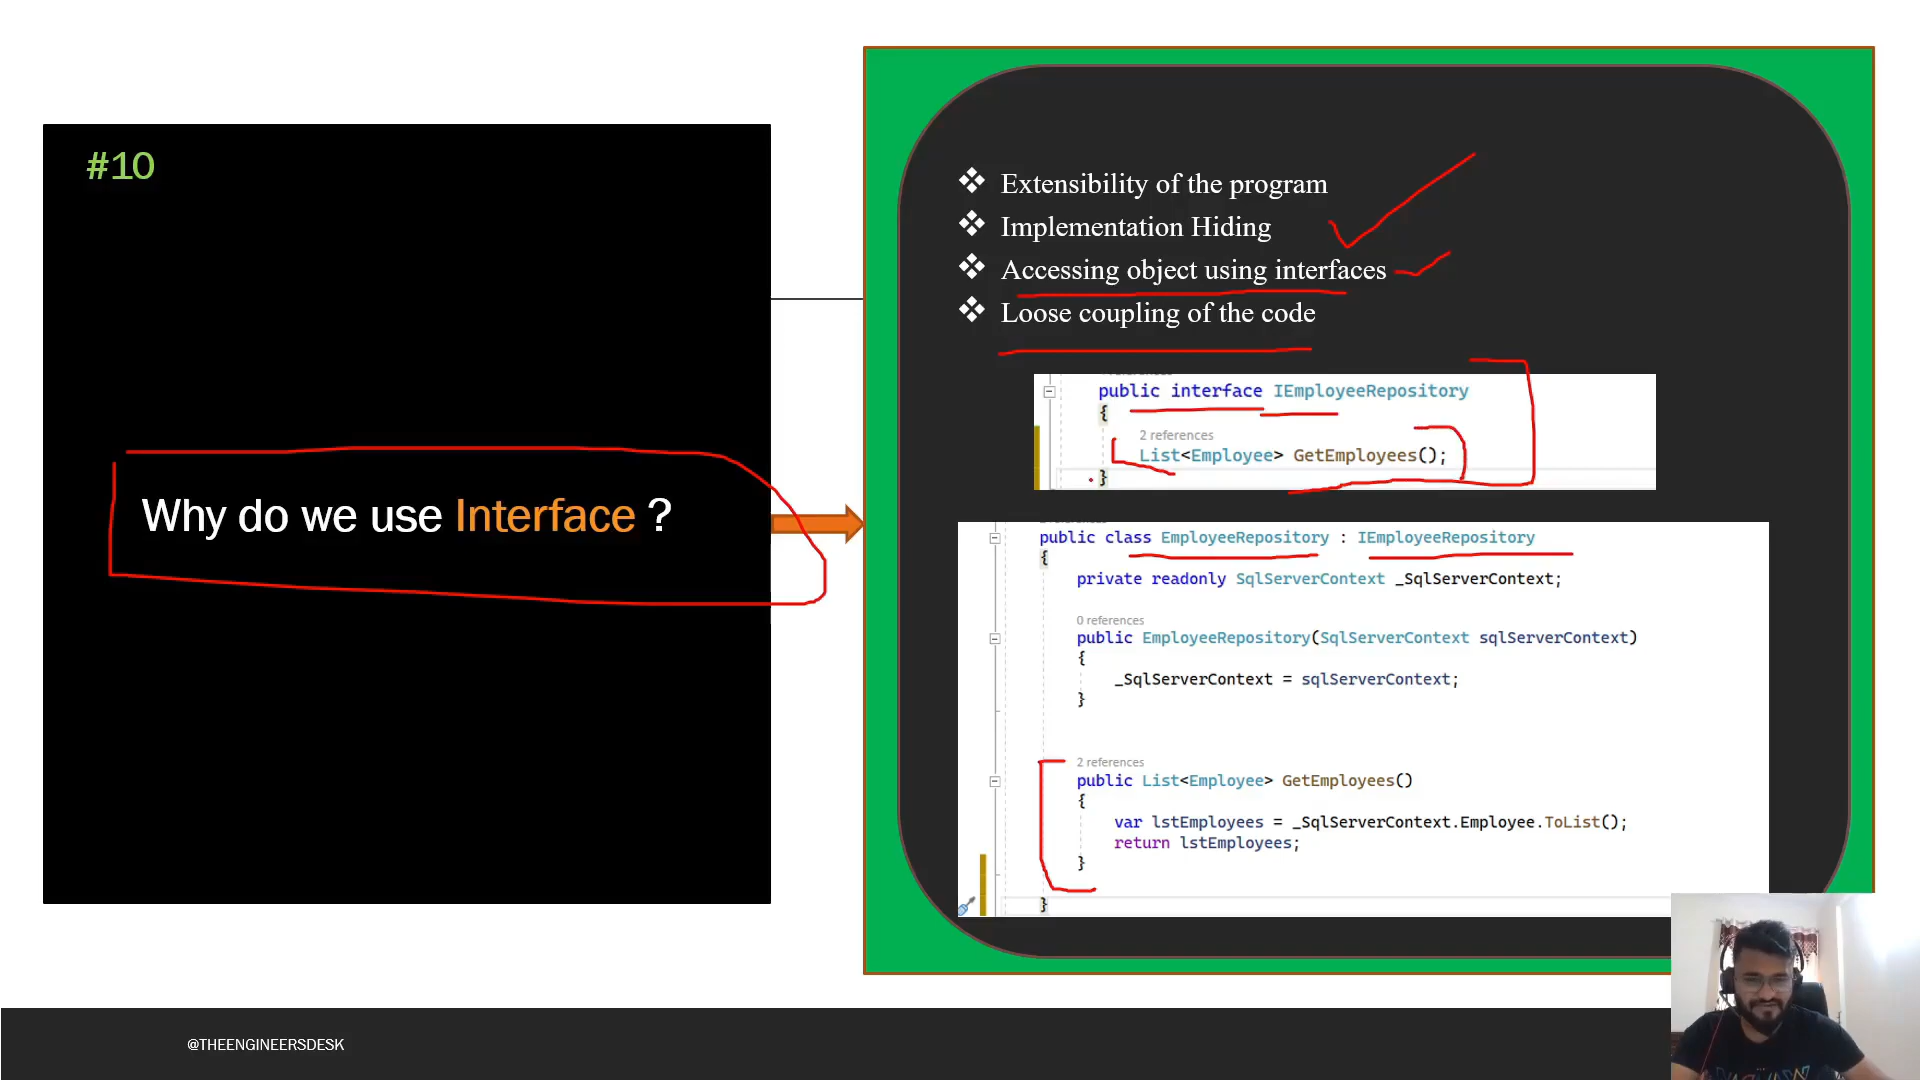 #10
Why do we use Interface ?
❖ Extensibility of the program
❖ Implementation Hiding
❖ Accessing object using interfaces
❖ Loose coupling of the code
public interface IEmployeeRepository
{
2 references
List<Employee> GetEmployees();
}
public class EmployeeRepository : IEmployeeRepository
{
private readonly SqlServerContext _SqlServerContext;
0 references
public EmployeeRepository(SqlServerContext sqlServerContext)
{
_SqlServerContext = sqlServerContext;
}
2 references
public List<Employee> GetEmployees()
{
var lstEmployees = _SqlServerContext.Employee.ToList();
return lstEmployees;
}
}
@THEENGINEERSDESK